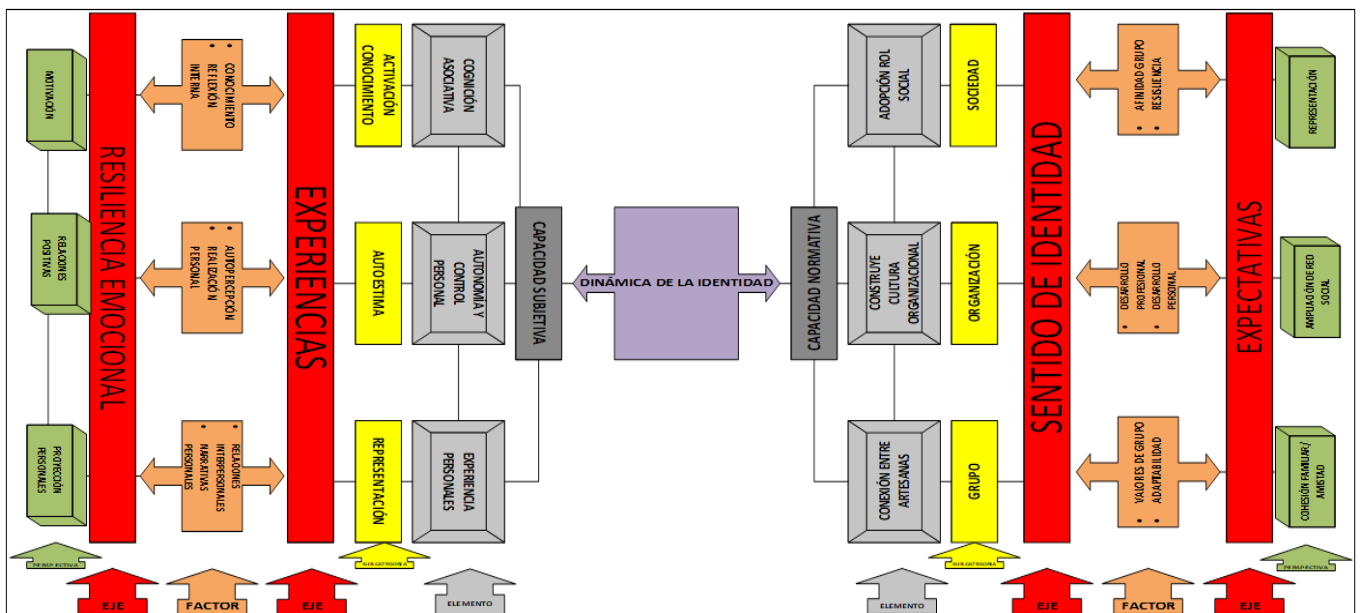 MOTIVACIÓN
RELACIONES
POSITIVAS
PROYECCIÓN
PERSONALES
PERSPECTIVA
RESILIENCIA EMOCIONAL
EJE
• CONOCIMIENTO
• REFLEXIÓN
INTERNA
• AUTOPERCEPCIÓN
• REALIZACIÓN
PERSONAL
• RELACIONES
INTERPERSONALES
• NARRATIVAS
PERSONALES
FACTOR
EXPERIENCIAS
EJE
ACTIVACIÓN
CONOCIMIENTO
AUTOESTIMA
REPRESENTACIÓN
SUBCATEGORIA
COGNICIÓN
ASOCIATIVA
AUTONOMÍA Y
CONTROL
PERSONAL
EXPERIENCIA
PERSONALES
ELEMENTO
CAPACIDAD SUBJETIVA
DINÁMICA DE LA IDENTIDAD
CAPACIDAD NORMATIVA
ADOPCIÓN ROL
SOCIAL
CONSTRUYE
CULTURA
ORGANIZACIONAL
CONEXIÓN ENTRE
ARTESANAS
ELEMENTO
SOCIEDAD
ORGANIZACIÓN
GRUPO
SUBCATEGORIA
SENTIDO DE IDENTIDAD
EJE
• AFINIDAD GRUPO
• RESISLIENCIA
• DESARROLLO
PROFESIONAL
• DESARROLLO
PERSONAL
• VALORES DE GRUPO
• ADAPTABILIDAD
FACTOR
EXPECTATIVAS
EJE
REPRESENTACIÓN
AMPLIACIÓN DE RED
SOCIAL
COHESIÓN FAMILIAR/
AMISTAD
PERSPECTIVA